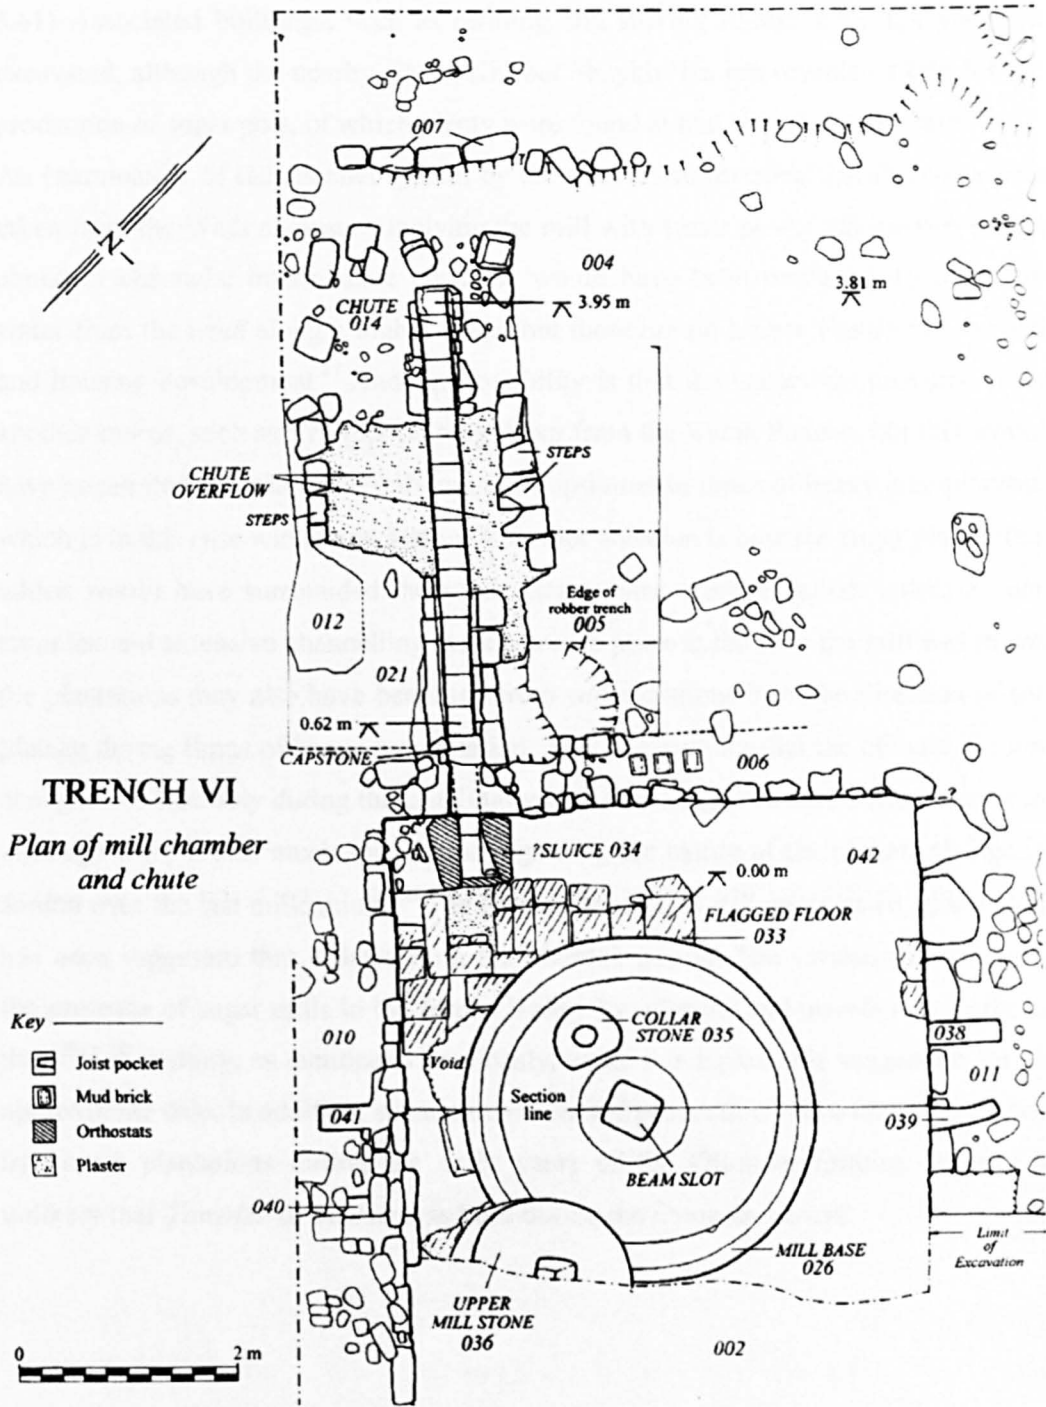 007
N
004
3.81 m
CHUTE
014
3.95 m
STEPS
CHUTE
OVERFLOW
STEPS
Edge of
robber trench
005
012
021
0.62 m
CAPSTONE
006
?
TRENCH VI
Plan of mill chamber
and chute
?SLUICE 034
042
0.00 m
FLAGGED FLOOR
033
Key
Joist pocket
Mud brick
Orthostats
Plaster
010
COLLAR
STONE 035
038
Void
011
Section
line
041
039
BEAM SLOT
040
MILL BASE
026
Limit
of
Excavation
UPPER
MILL STONE
036
002
0 2 m